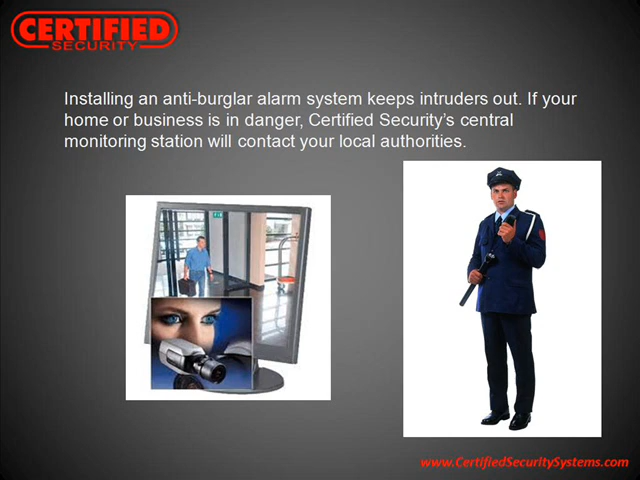 CERTIFIED
SECURITY
Installing an anti-burglar alarm system keeps intruders out. If your
home or business is in danger, Certified Security’s central
monitoring station will contact your local authorities.
www.CertifiedSecuritySystems.com